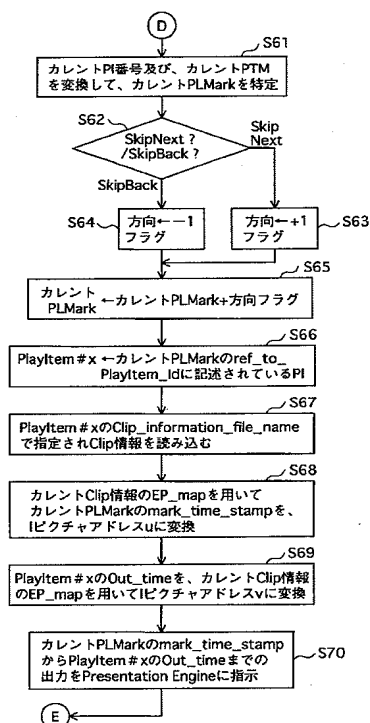 D
S61
カレントPI番号及び、カレントPTM
を変換して、カレントPLMarkを特定
S62
SkipNext ?
/SkipBack ?
Skip
Next
SkipBack
S64
方向←−1
フラグ
方向←+1
フラグ
S63
S65
カレント
PLMark
←カレントPLMark+方向フラグ
S66
PlayItem#x ←カレントPLMarkのref_to_
PlayItem_Idに記述されているPI
S67
PlayItem#xのClip_information_file_name
で指定されClip情報を読み込む
S68
カレントClip情報のEP_mapを用いて
カレントPLMarkのmark_time_stampを、
Iピクチャアドレスuに変換
S69
PlayItem#xのOut_timeを、カレントClip情報
のEP_mapを用いてIピクチャアドレスvに変換
カレントPLMarkのmark_time_stamp
からPlayItem#xのOut_timeまでの
出力をPresentation Engineに指示
S70
E